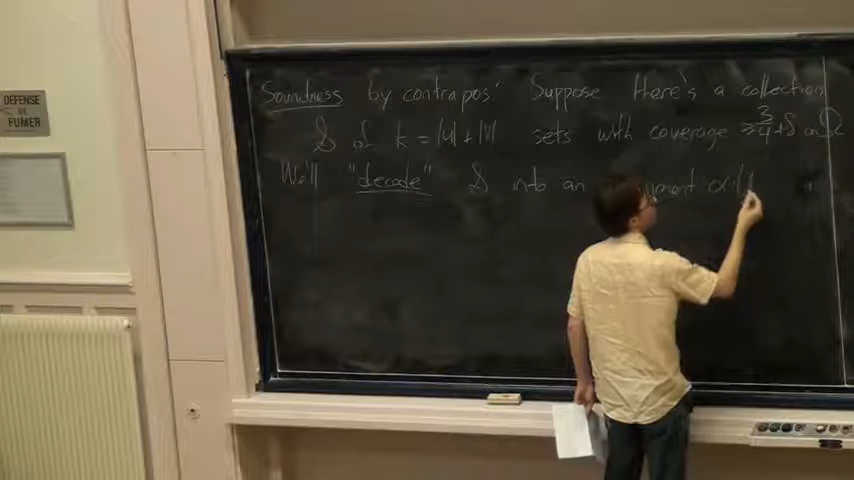 DÉFENSE
DE
FUMER
Soundness by contrapos: Suppose there's a collection
S of k = |U| + |V| sets with coverage ≥ 3/4 + δ on Ω
We'll "decode" S into an